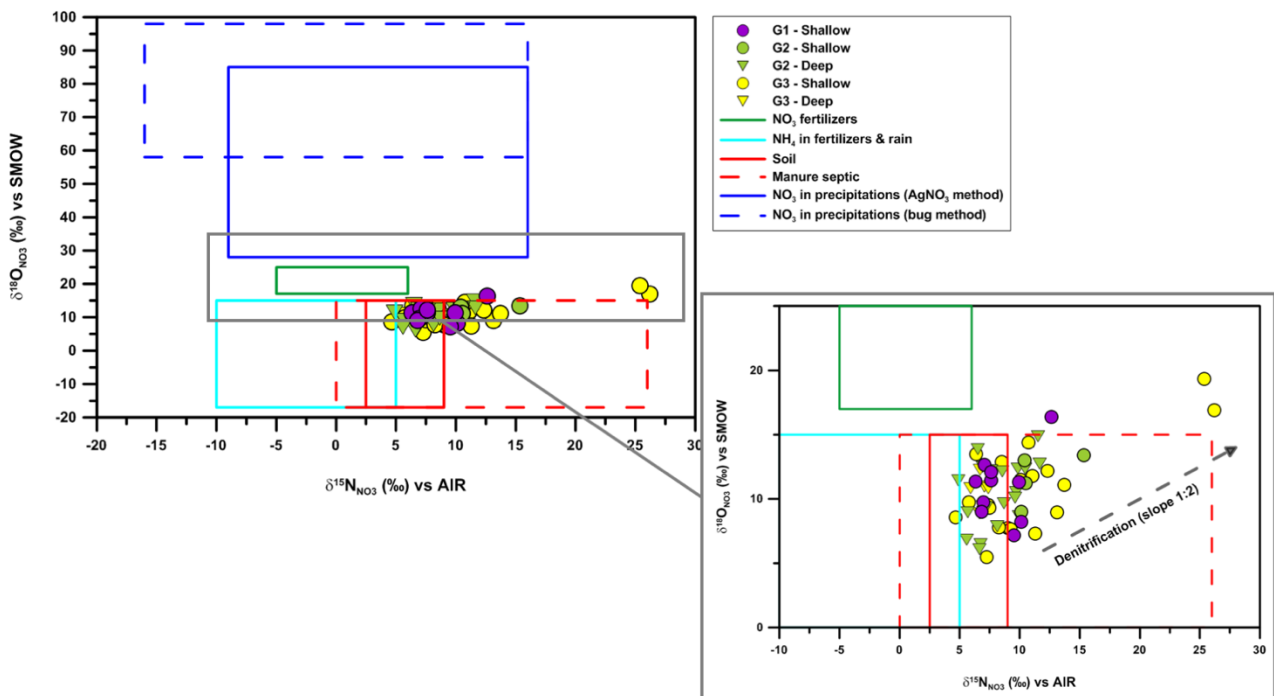 100
90
80
70
60
50
40
30
20
10
0
-10
-20
-20
-15
-10
-5
0
5
10
15
20
25
30
δ¹⁸O_NO3 (‰) vs SMOW
δ¹⁵N_NO3 (‰) vs AIR
G1 - Shallow
G2 - Shallow
G2 - Deep
G3 - Shallow
G3 - Deep
NO₃ fertilizers
NH₄ in fertilizers & rain
Soil
Manure septic
NO₃ in precipitations (AgNO₃ method)
NO₃ in precipitations (bug method)
20
10
0
-10
-5
0
5
10
15
20
25
30
δ¹⁸O_NO3 (‰) vs SMOW
δ¹⁵N_NO3 (‰) vs AIR
Denitrification (slope 1:2)